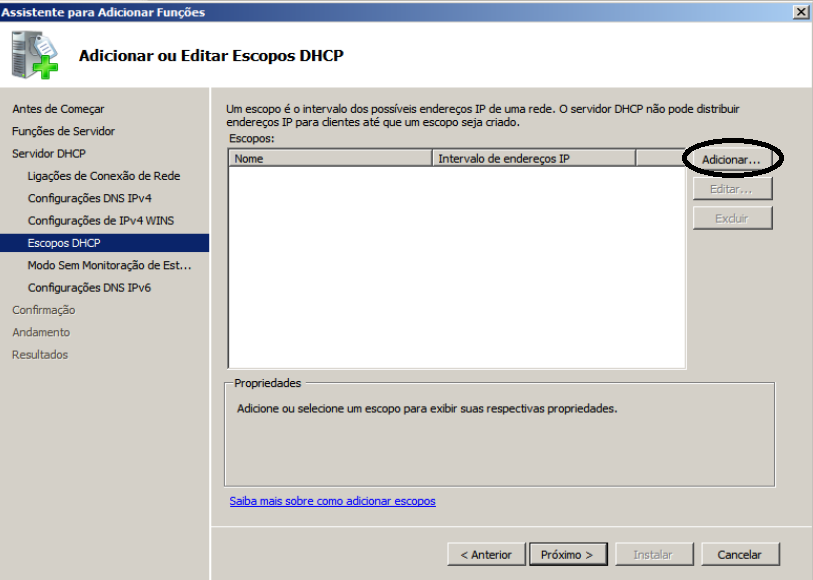 Assistente para Adicionar Funções
Adicionar ou Editar Escopos DHCP
Antes de Começar
Funções de Servidor
Servidor DHCP
Ligações de Conexão de Rede
Configurações DNS IPv4
Configurações de IPv4 WINS
Escopos DHCP
Modo Sem Monitoração de Est...
Configurações DNS IPv6
Confirmação
Andamento
Resultados
Um escopo é o intervalo dos possíveis endereços IP de uma rede. O servidor DHCP não pode distribuir
endereços IP para clientes até que um escopo seja criado.
Escopos:
Nome Intervalo de endereços IP
Adicionar...
Editar...
Excluir
Propriedades
Adicione ou selecione um escopo para exibir suas respectivas propriedades.
Saiba mais sobre como adicionar escopos
< Anterior Próximo > Instalar Cancelar